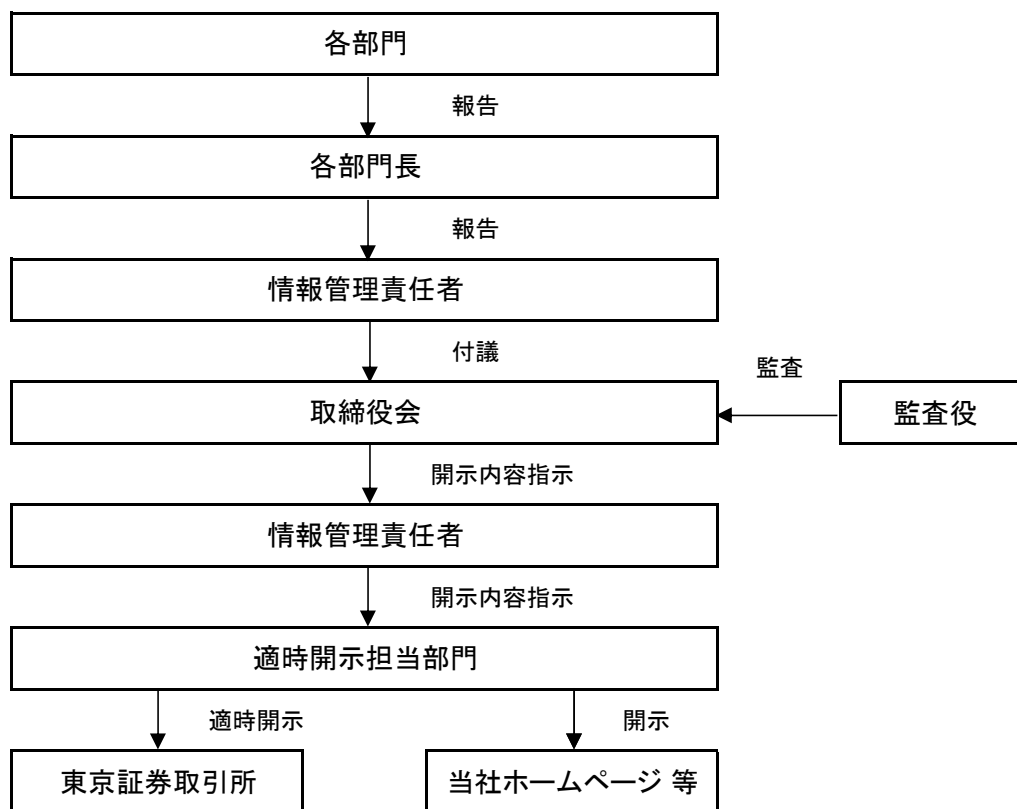 各部門
報告
各部門長
報告
情報管理責任者
付議
監査
取締役会
監査役
開示内容指示
情報管理責任者
開示内容指示
適時開示担当部門
適時開示
開示
東京証券取引所
当社ホームページ 等